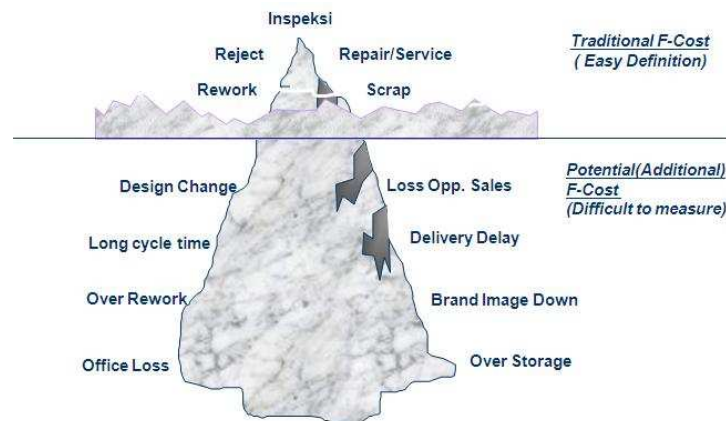 Inspeksi
Reject
Repair/Service
Rework
Scrap
Traditional F-Cost
( Easy Definition)
Design Change
Loss Opp. Sales
Long cycle time
Delivery Delay
Over Rework
Brand Image Down
Office Loss
Over Storage
Potential(Additional)
F-Cost
(Difficult to measure)